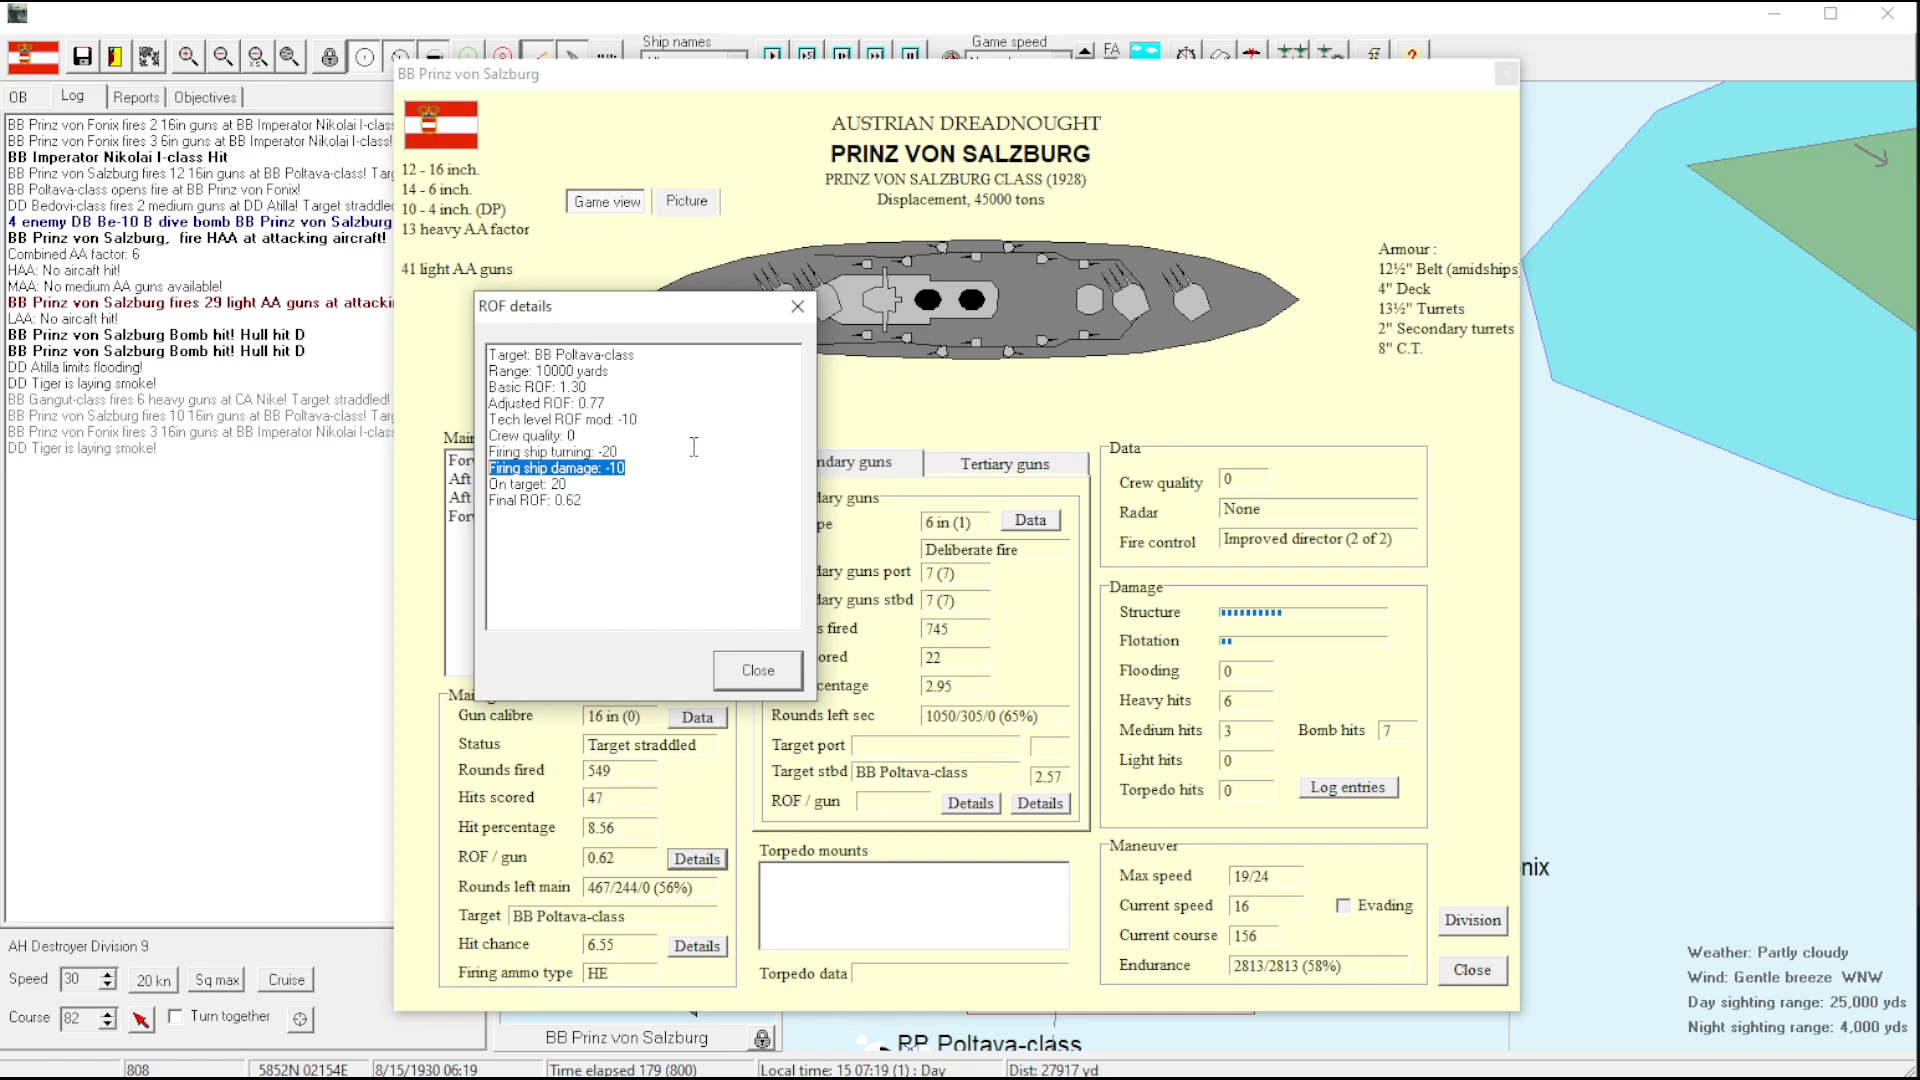 Ship names
Game speed
FA
OB
Log
Reports
Objectives
BB Prinz von Fonix fires 2 16in guns at BB Imperator Nikolai I-class
BB Prinz von Fonix fires 3 6in guns at BB Imperator Nikolai I-class!
BB Imperator Nikolai I-class Hit
BB Prinz von Salzburg fires 12 16in guns at BB Poltava-class! Tar
BB Poltava-class opens fire at BB Prinz von Fonix!
DD Bedovi-class fires 2 medium guns at DD Atilla! Target straddle
4 enemy DB Be-10 B dive bomb BB Prinz von Salzburg
BB Prinz von Salzburg, fire HAA at attacking aircraft!
Combined AA factor: 6
HAA: No aircaft hit!
MAA: No medium AA guns available!
BB Prinz von Salzburg fires 29 light AA guns at attacki
LAA: No aircaft hit!
BB Prinz von Salzburg Bomb hit! Hull hit D
BB Prinz von Salzburg Bomb hit! Hull hit D
DD Atilla limits flooding!
DD Tiger is laying smoke!
BB Gangut-class fires 6 heavy guns at CA Nike! Target straddled!
BB Prinz von Salzburg fires 10 16in guns at BB Poltava-class! Tar
BB Prinz von Fonix fires 3 16in guns at BB Imperator Nikolai I-clas
DD Tiger is laying smoke!
AH Destroyer Division 9
Speed 30 20 kn Sq max Cruise
Course 82 Turn together
BB Prinz von Salzburg
AUSTRIAN DREADNOUGHT
PRINZ VON SALZBURG
PRINZ VON SALZBURG CLASS (1928)
Displacement, 45000 tons
12 - 16 inch.
14 - 6 inch.
10 - 4 inch. (DP)
13 heavy AA factor
41 light AA guns
Game view
Picture
Armour :
12½" Belt (amidships
4" Deck
13½" Turrets
2" Secondary turrets
8" C.T.
ROF details
Target: BB Poltava-class
Range: 10000 yards
Basic ROF: 1.30
Adjusted ROF: 0.77
Tech level ROF mod: -10
Crew quality: 0
Firing ship turning: -20
Firing ship damage: -10
On target: 20
Final ROF: 0.62
Close
Mai
For
Aft
Aft
For
Mai
Gun calibre 16 in (0) Data
Status Target straddled
Rounds fired 549
Hits scored 47
Hit percentage 8.56
ROF / gun 0.62 Details
Rounds left main 467/244/0 (56%)
Target BB Poltava-class
Hit chance 6.55 Details
Firing ammo type HE
ndary guns
Tertiary guns
dary guns
pe 6 in (1) Data
Deliberate fire
dary guns port 7 (7)
dary guns stbd 7 (7)
s fired 745
ored 22
centage 2.95
Rounds left sec 1050/305/0 (65%)
Target port
Target stbd BB Poltava-class 2.57
ROF / gun Details Details
Torpedo mounts
Torpedo data
Data
Crew quality 0
Radar None
Fire control Improved director (2 of 2)
Damage
Structure
Flotation
Flooding 0
Heavy hits 6
Medium hits 3 Bomb hits 7
Light hits 0
Torpedo hits 0 Log entries
Maneuver
Max speed 19/24
Current speed 16 Evading
Current course 156
Endurance 2813/2813 (58%)
Division
Close
nix
Weather: Partly cloudy
Wind: Gentle breeze WNW
Day sighting range: 25,000 yds
Night sighting range: 4,000 yds
BB Prinz von Salzburg
BB Poltava-class
808
5852N 02154E
8/15/1930 06:19
Time elapsed 179 (800)
Local time: 15 07:19 (1) : Day
Dist: 27917 yd